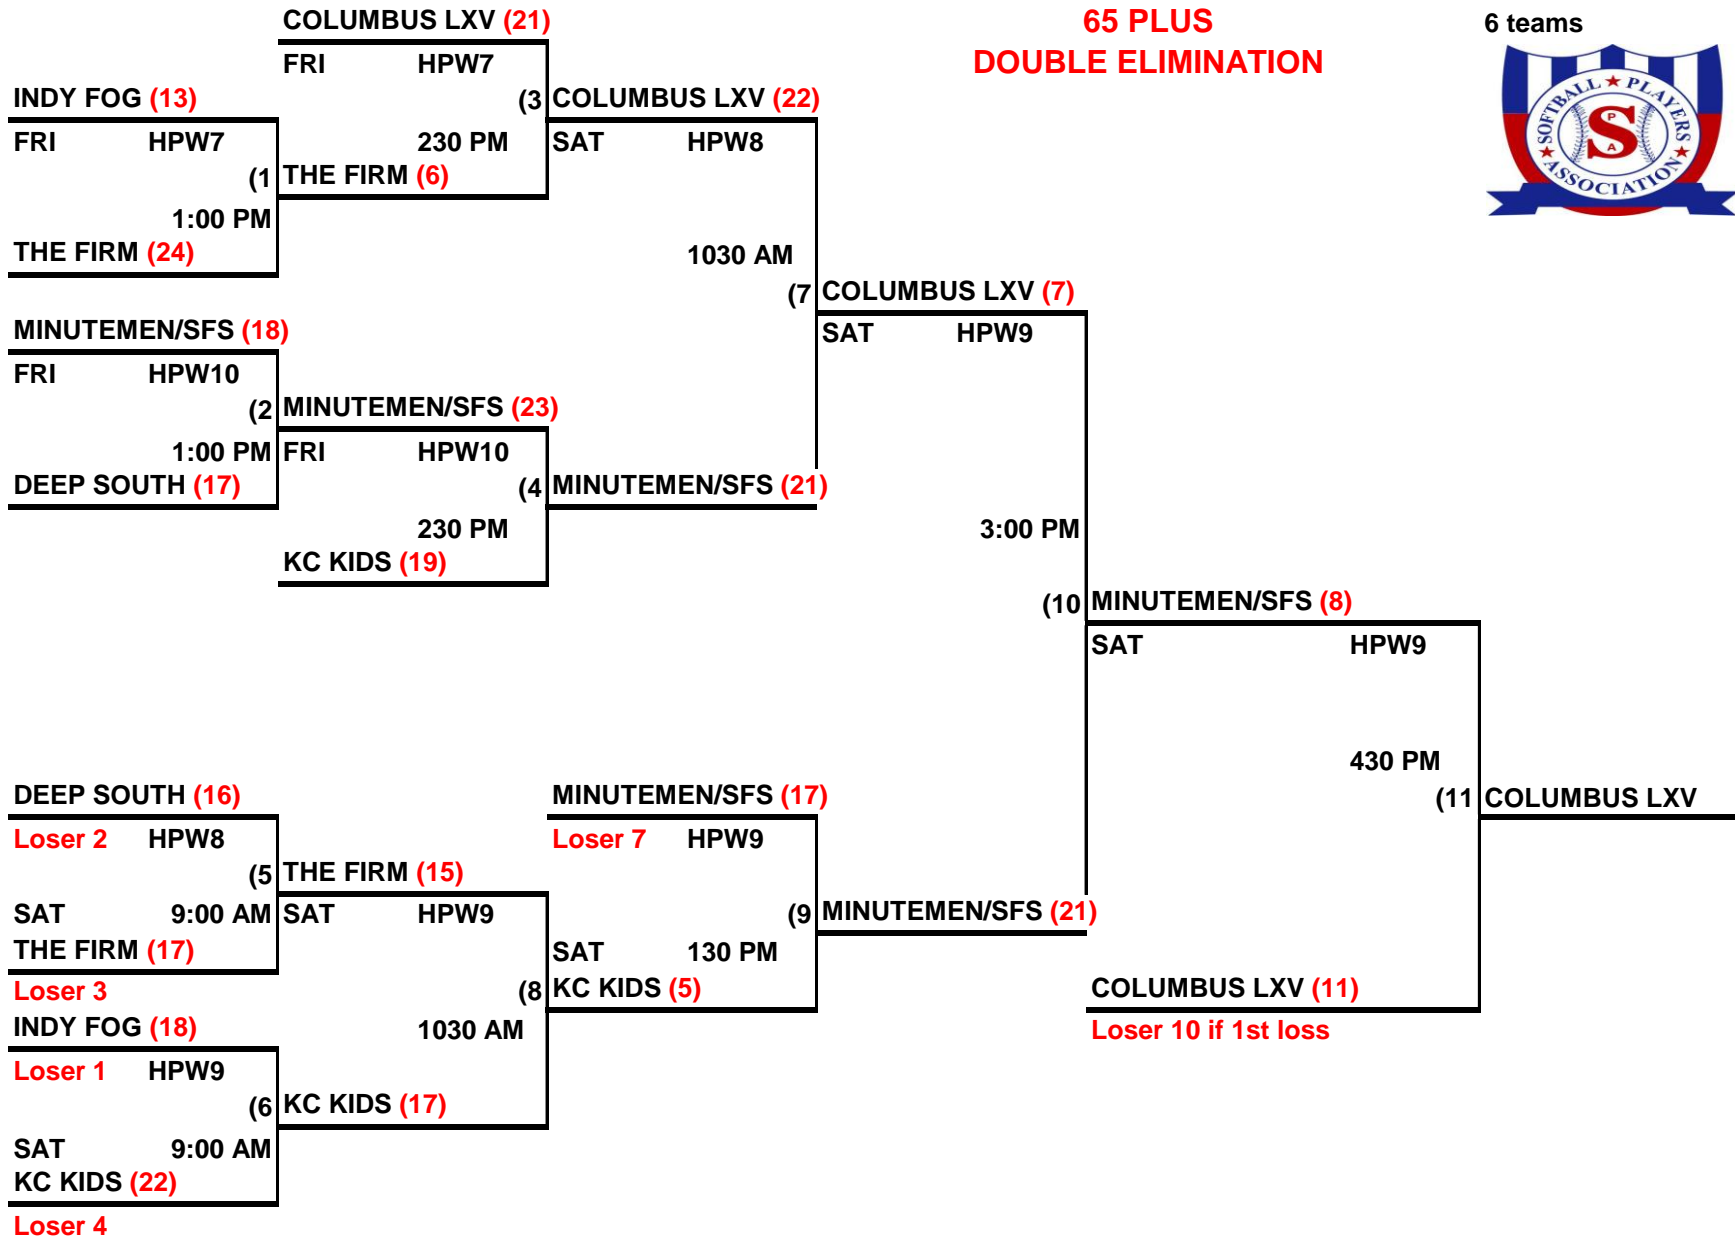 COLUMBUS LXV (21)
65 PLUS
6 teams
DOUBLE ELIMINATION
SOFTBALL ★ PLAYERS
★ ASSOCIATION ★
S
P
A
FRI HPW7
INDY FOG (13)
(3 COLUMBUS LXV (22)
FRI HPW7
230 PM
SAT HPW8
(1 THE FIRM (6)
1:00 PM
THE FIRM (24)
1030 AM
(7 COLUMBUS LXV (7)
MINUTEMEN/SFS (18)
SAT HPW9
FRI HPW10
(2 MINUTEMEN/SFS (23)
1:00 PM FRI HPW10
DEEP SOUTH (17)
(4 MINUTEMEN/SFS (21)
230 PM
3:00 PM
KC KIDS (19)
(10 MINUTEMEN/SFS (8)
SAT HPW9
430 PM
DEEP SOUTH (16)
MINUTEMEN/SFS (17)
(11 COLUMBUS LXV
Loser 2 HPW8
Loser 7 HPW9
(5 THE FIRM (15)
SAT 9:00 AM SAT HPW9
(9 MINUTEMEN/SFS (21)
THE FIRM (17)
SAT 130 PM
Loser 3
(8 KC KIDS (5)
COLUMBUS LXV (11)
INDY FOG (18)
1030 AM
Loser 10 if 1st loss
Loser 1 HPW9
(6 KC KIDS (17)
SAT 9:00 AM
KC KIDS (22)
Loser 4